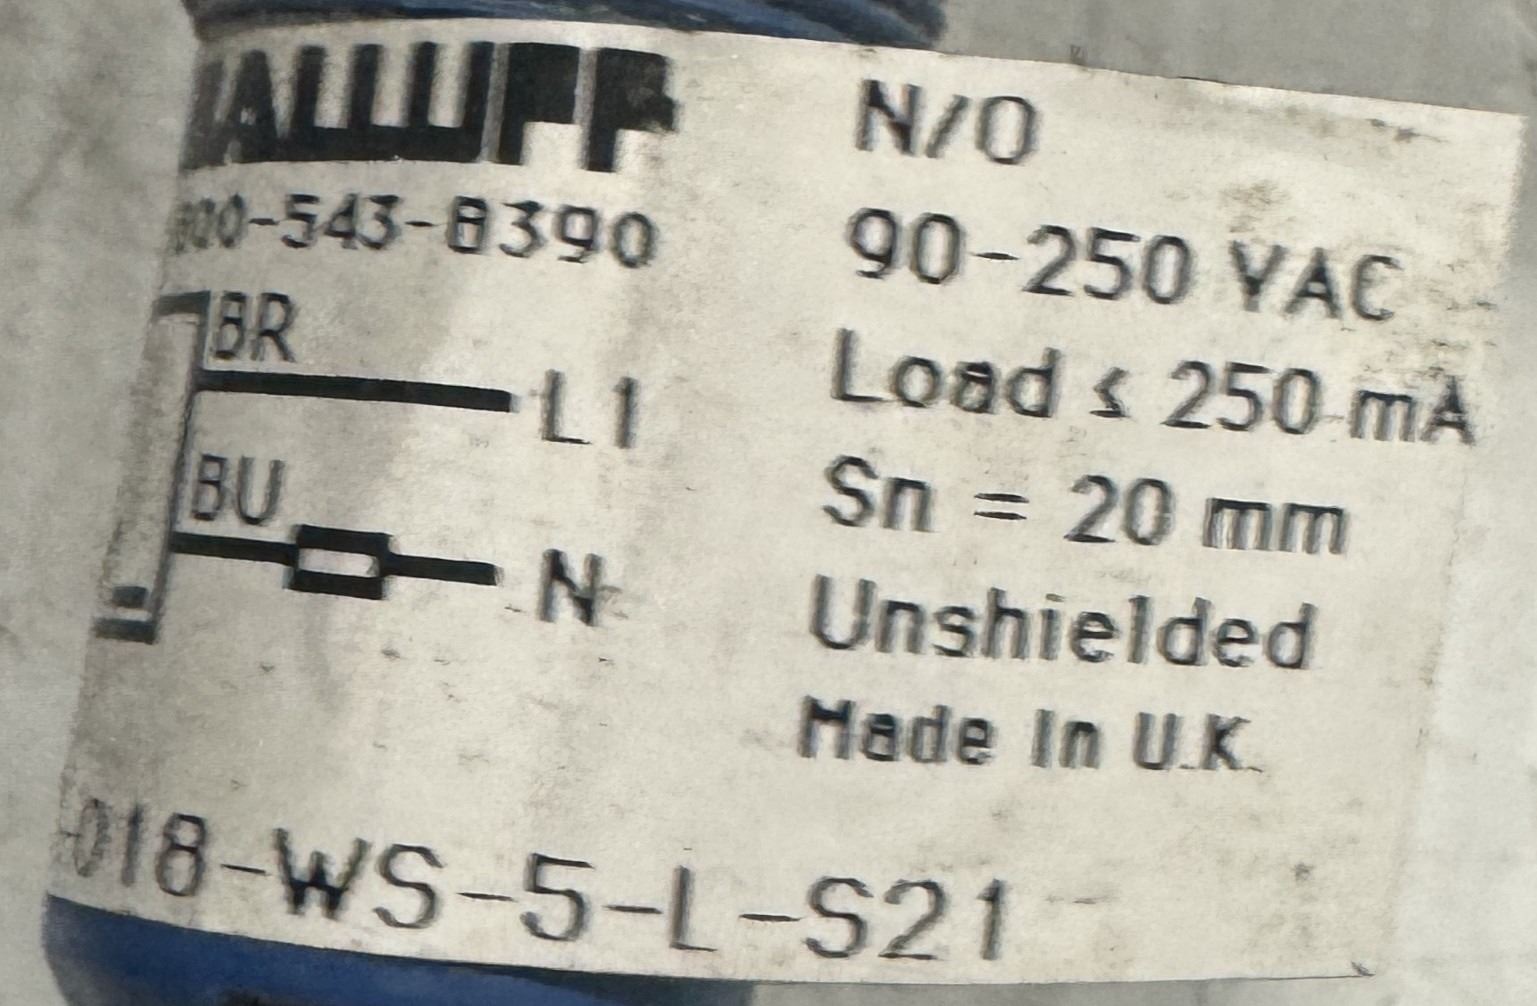 BALLUFF
800-543-8390
BR
L1
BU
N
N/O
90-250 VAC
Load ≤ 250 mA
Sn = 20 mm
Unshielded
Made In U.K.
-018-WS-5-L-S21